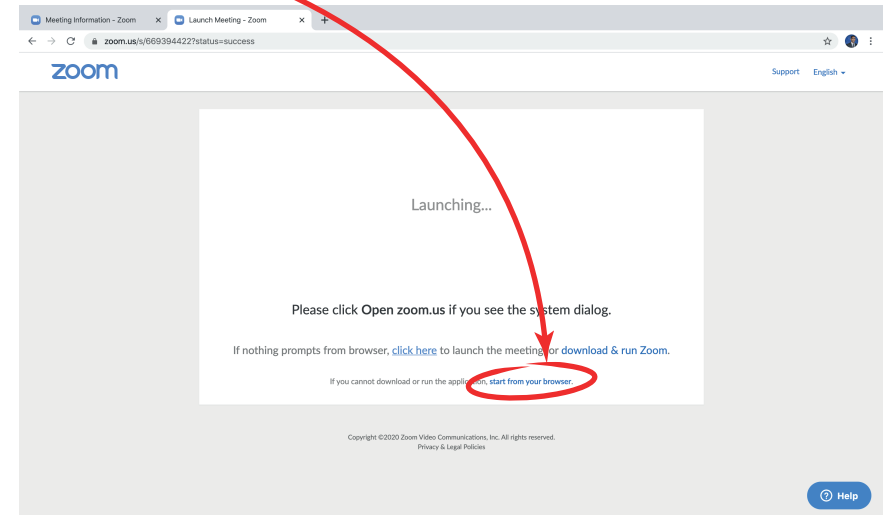 Meeting Information - Zoom
Launch Meeting - Zoom
zoom.us/s/669394422?status=success
zoom
Support English
Launching...
Please click Open zoom.us if you see the system dialog.
If nothing prompts from browser, click here to launch the meeting, or download & run Zoom.
If you cannot download or run the application, start from your browser.
Copyright ©2020 Zoom Video Communications, Inc. All rights reserved.
Privacy & Legal Policies
Help